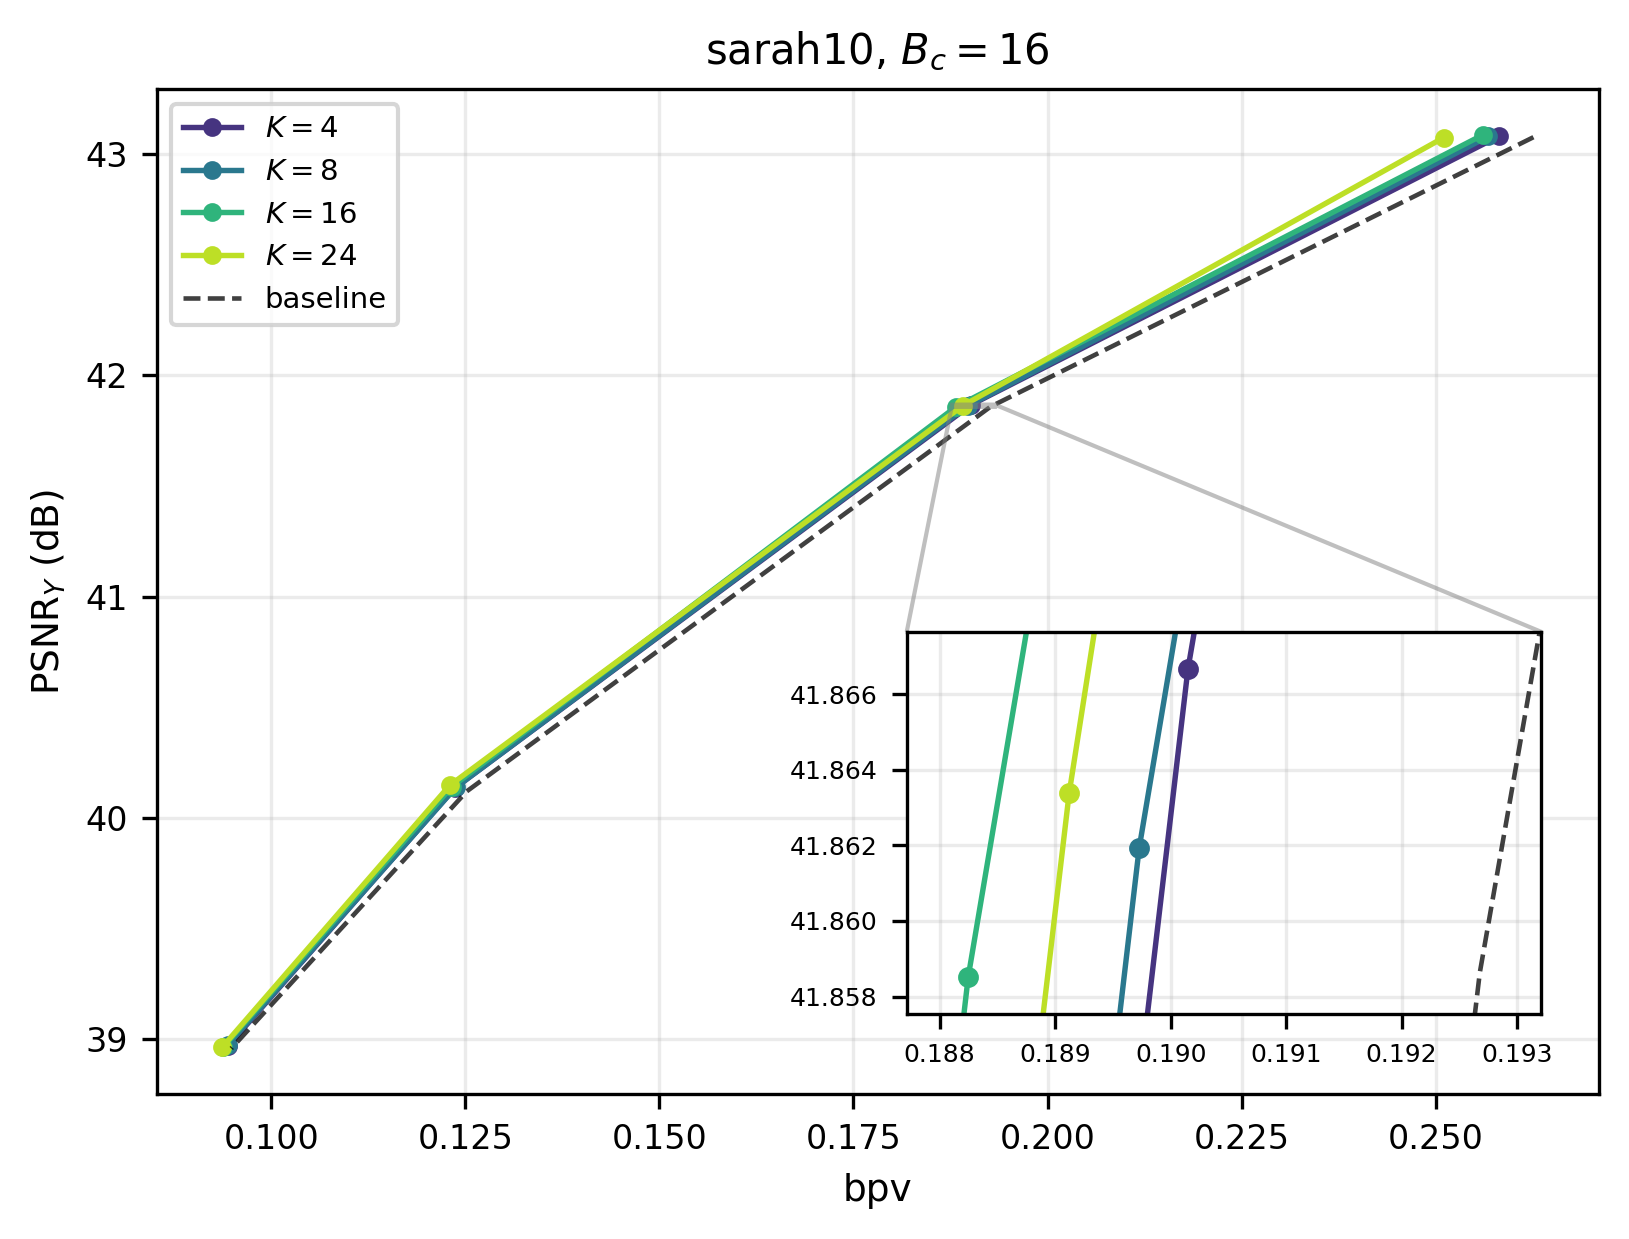 sarah10, B_c = 16
K = 4
K = 8
K = 16
K = 24
baseline
43
42
41
40
39
PSNR_Y (dB)
41.866
41.864
41.862
41.860
41.858
0.188 0.189 0.190 0.191 0.192 0.193
0.100 0.125 0.150 0.175 0.200 0.225 0.250
bpv